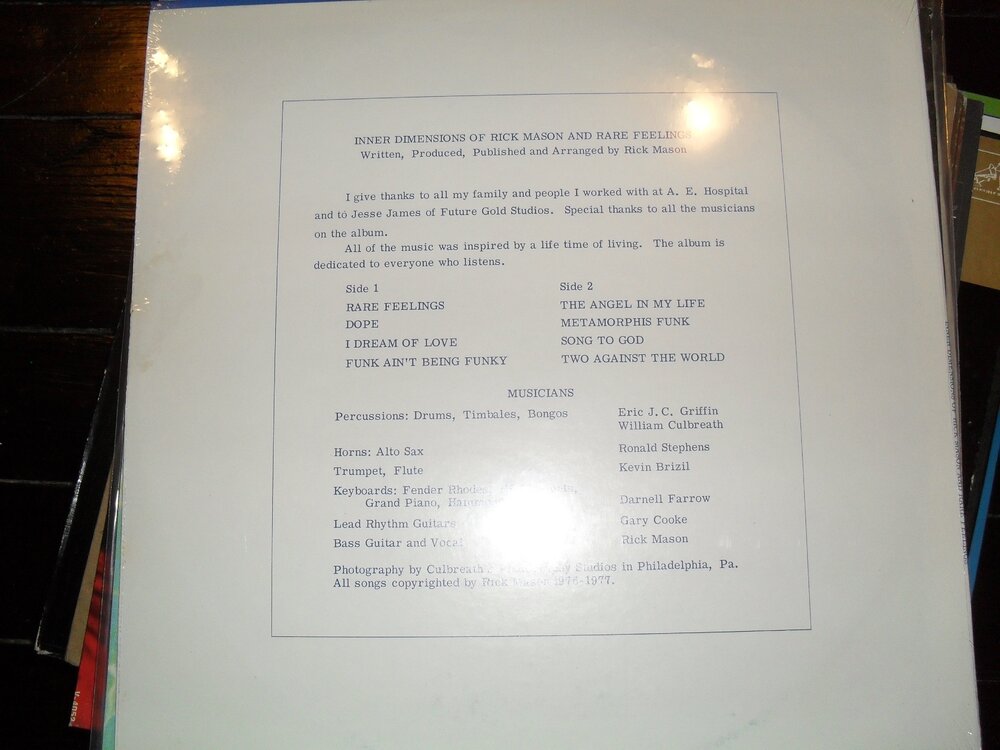 INNER DIMENSIONS OF RICK MASON AND RARE FEELINGS
Written, Produced, Published and Arranged by Rick Mason
I give thanks to all my family and people I worked with at A. E. Hospital
and to Jesse James of Future Gold Studios. Special thanks to all the musicians
on the album.
All of the music was inspired by a life time of living. The album is
dedicated to everyone who listens.
Side 1 Side 2
RARE FEELINGS THE ANGEL IN MY LIFE
DOPE METAMORPHIS FUNK
I DREAM OF LOVE SONG TO GOD
FUNK AIN'T BEING FUNKY TWO AGAINST THE WORLD
MUSICIANS
Percussions: Drums, Timbales, Bongos Eric J. C. Griffin
William Culbreath
Horns: Alto Sax Ronald Stephens
Trumpet, Flute Kevin Brizil
Keyboards: Fender Rhodes,
Grand Piano, Darnell Farrow
Lead Rhythm Guitars Gary Cooke
Bass Guitar and Vocal Rick Mason
Photography by Culbreath Studios in Philadelphia, Pa.
All songs copyrighted by Rick Mason 1976-1977.
V-4052